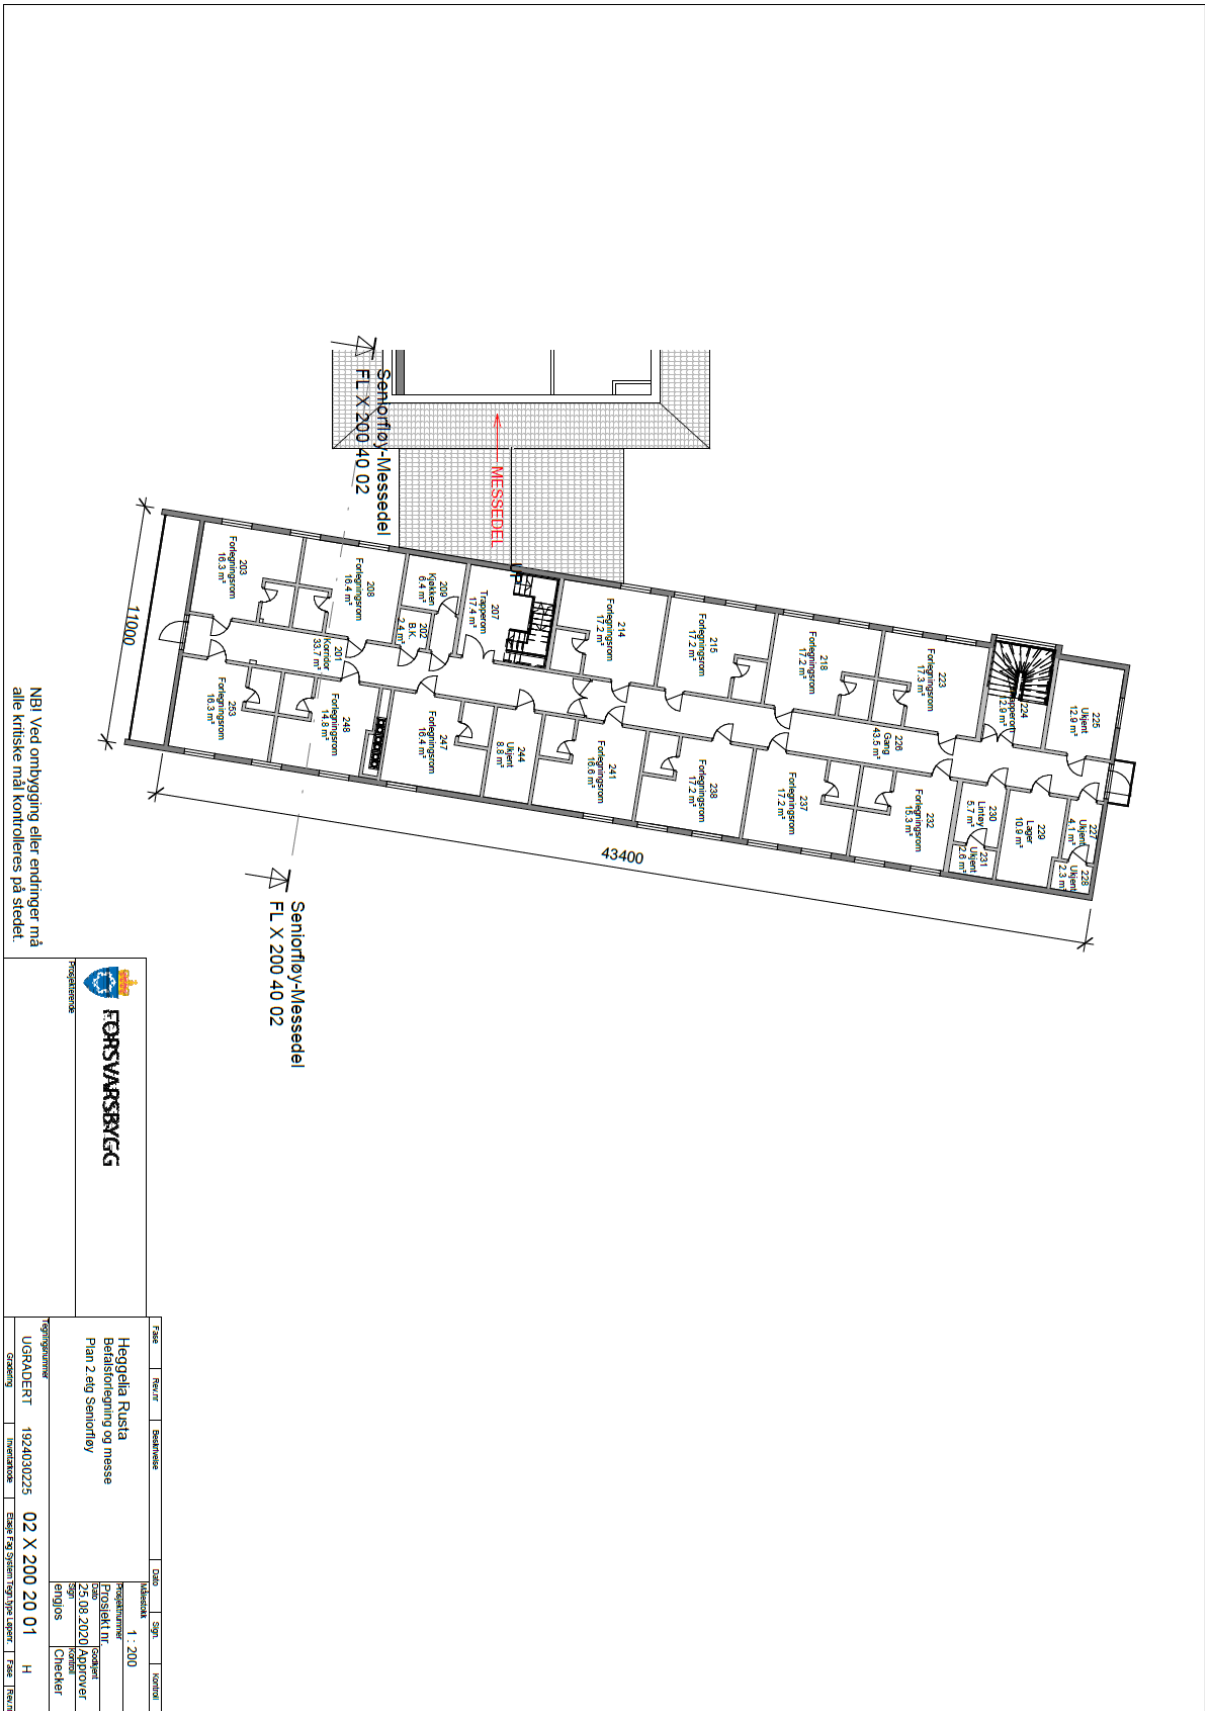 Seniorfløy-Messedel
FL X 200 40 02
MESSEDEL
203
Forlegningsrom
16.3 m²
208
Forlegningsrom
16.4 m²
209
Kjøkken
6.4 m²
202
B.K.
2.4 m²
207
Trapperom
17.4 m²
201
Korridor
33.7 m²
214
Forlegningsrom
17.2 m²
215
Forlegningsrom
17.2 m²
218
Forlegningsrom
17.2 m²
223
Forlegningsrom
17.3 m²
224
225
Ukjent
12.9 m²
226
Gang
43.5 m²
227
Ukjent
4.1 m²
228
Ukjent
2.3 m²
229
Lager
10.9 m²
230
Lintøy
5.7 m²
231
Ukjent
2.6 m²
232
Forlegningsrom
15.3 m²
237
Forlegningsrom
17.2 m²
238
Forlegningsrom
17.2 m²
241
Forlegningsrom
16.6 m²
244
Ukjent
8.8 m²
247
Forlegningsrom
16.4 m²
248
Forlegningsrom
14.8 m²
253
Forlegningsrom
16.3 m²
11000
43400
Seniorfløy-Messedel
FL X 200 40 02
NB! Ved ombygging eller endringer må
alle kritiske mål kontrolleres på stedet.
FORSVARSBYGG
Prosjekterende
Fase Rev.nr Beskrivelse Dato Sign. Kontroll
Heggelia Rusta
Befalsforlegning og messe
Plan 2.etg Seniorfløy
Målestokk
1 : 200
Prosjektnummer
Prosjekt nr.
Dato Godkjent
25.08.2020 Approver
Sign Kontroll
engjos Checker
Tegningsnummer
UGRADERT 1924030225 02 X 200 20 01 H
Gradering Inventarkode Etasje Fag System Tegn.type Løpenr. Fase Rev.nr